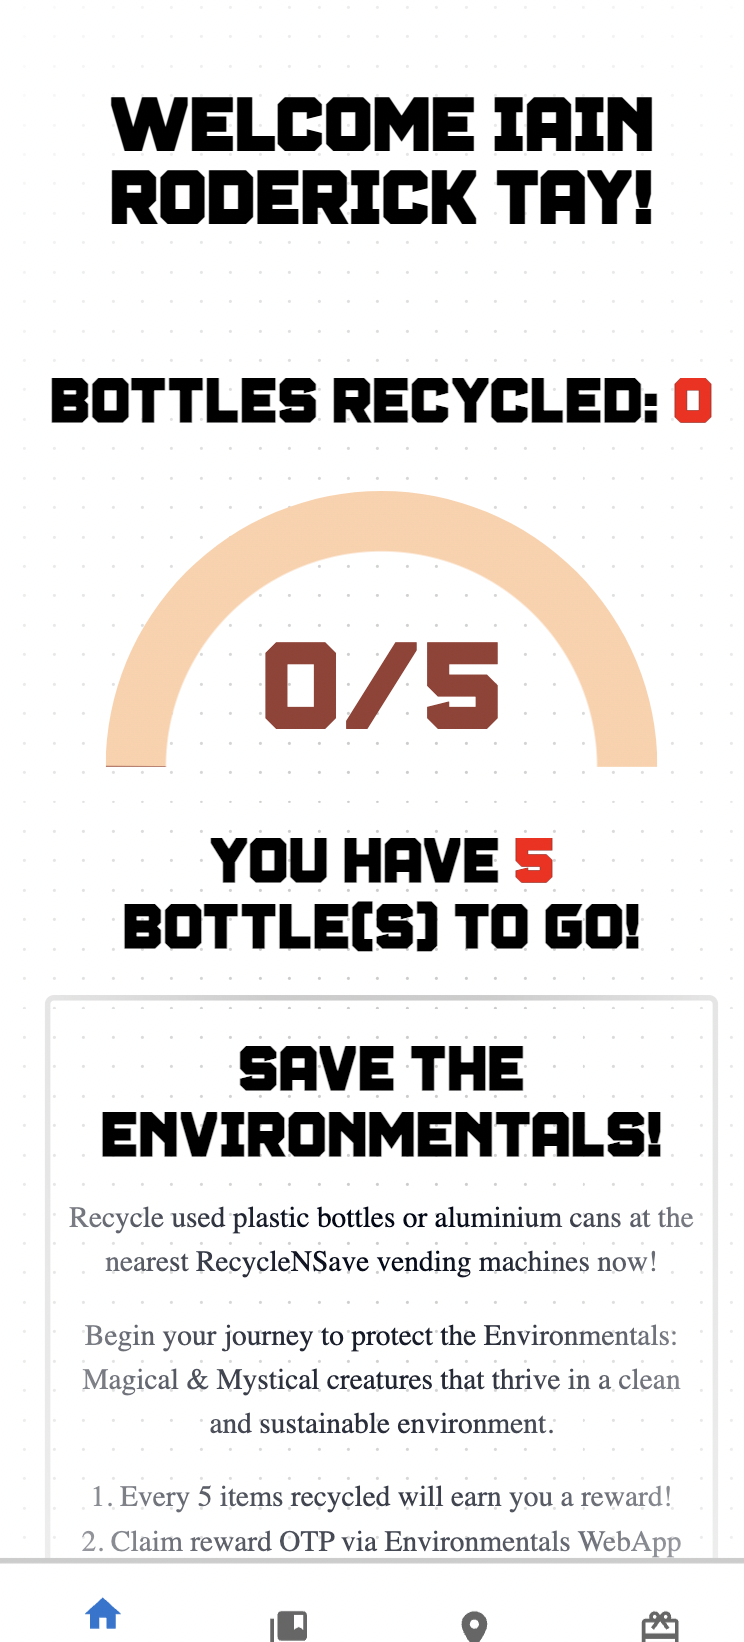 WELCOME IAIN
RODERICK TAY!
BOTTLES RECYCLED: 0
0/5
YOU HAVE 5
BOTTLE(S) TO GO!
SAVE THE
ENVIRONMENTALS!
Recycle used plastic bottles or aluminium cans at the
nearest RecycleNSave vending machines now!
Begin your journey to protect the Environmentals:
Magical & Mystical creatures that thrive in a clean
and sustainable environment.
1. Every 5 items recycled will earn you a reward!
2. Claim reward OTP via Environmentals WebApp